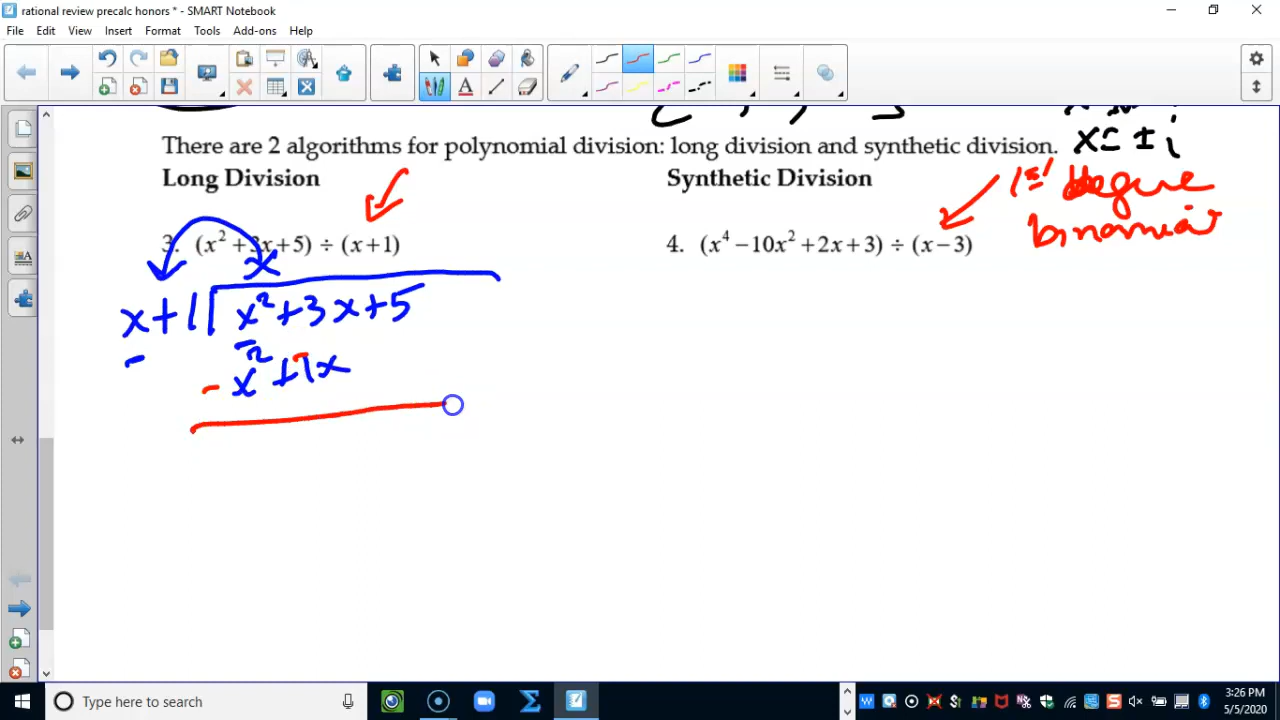 rational review precalc honors * - SMART Notebook
File Edit View Insert Format Tools Add-ons Help
There are 2 algorithms for polynomial division: long division and synthetic division.
x = ± i
Long Division
Synthetic Division
1st degree
binomial
3. (x² + 3x + 5) ÷ (x + 1)
4. (x⁴ − 10x² + 2x + 3) ÷ (x − 3)
x
x+1 x²+3x+5
- x² +1x
Type here to search
3:26 PM
5/5/2020